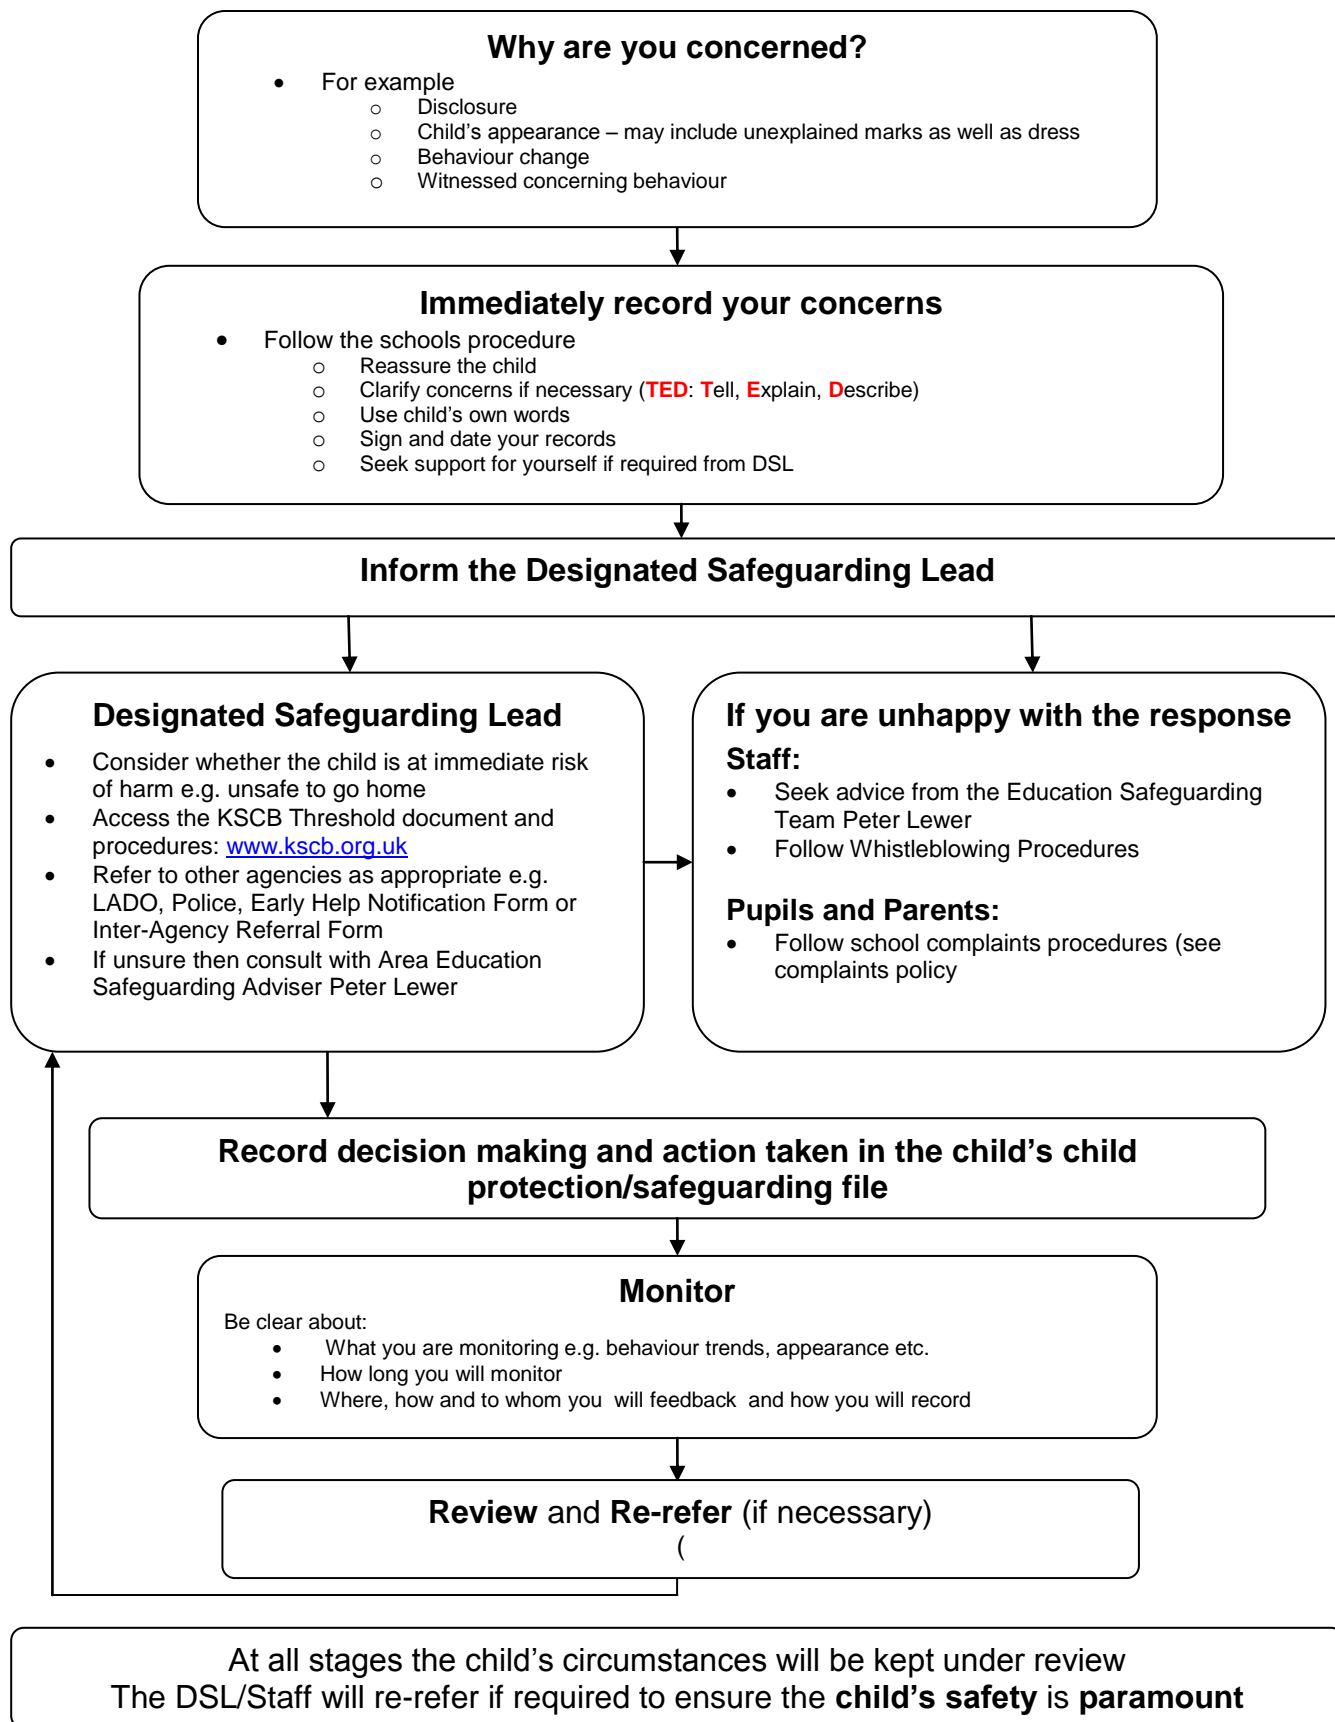 Why are you concerned?
• For example
o Disclosure
o Child’s appearance – may include unexplained marks as well as dress
o Behaviour change
o Witnessed concerning behaviour
Immediately record your concerns
• Follow the schools procedure
o Reassure the child
o Clarify concerns if necessary (TED: Tell, Explain, Describe)
o Use child’s own words
o Sign and date your records
o Seek support for yourself if required from DSL
Inform the Designated Safeguarding Lead
Designated Safeguarding Lead
• Consider whether the child is at immediate risk
of harm e.g. unsafe to go home
• Access the KSCB Threshold document and
procedures: www.kscb.org.uk
• Refer to other agencies as appropriate e.g.
LADO, Police, Early Help Notification Form or
Inter-Agency Referral Form
• If unsure then consult with Area Education
Safeguarding Adviser Peter Lewer
If you are unhappy with the response
Staff:
• Seek advice from the Education Safeguarding
Team Peter Lewer
• Follow Whistleblowing Procedures
Pupils and Parents:
• Follow school complaints procedures (see
complaints policy
Record decision making and action taken in the child’s child
protection/safeguarding file
Monitor
Be clear about:
• What you are monitoring e.g. behaviour trends, appearance etc.
• How long you will monitor
• Where, how and to whom you will feedback and how you will record
Review and Re-refer (if necessary)
(
At all stages the child’s circumstances will be kept under review
The DSL/Staff will re-refer if required to ensure the child’s safety is paramount